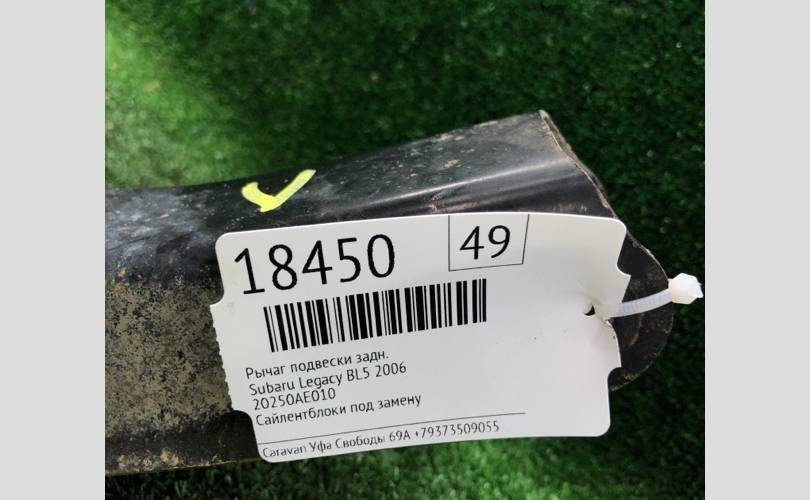 18450 49
Рычаг подвески задн.
Subaru Legacy BL5 2006
20250AE010
Сайлентблоки под замену
Caravan Уфа Свободы 69А +79373509055